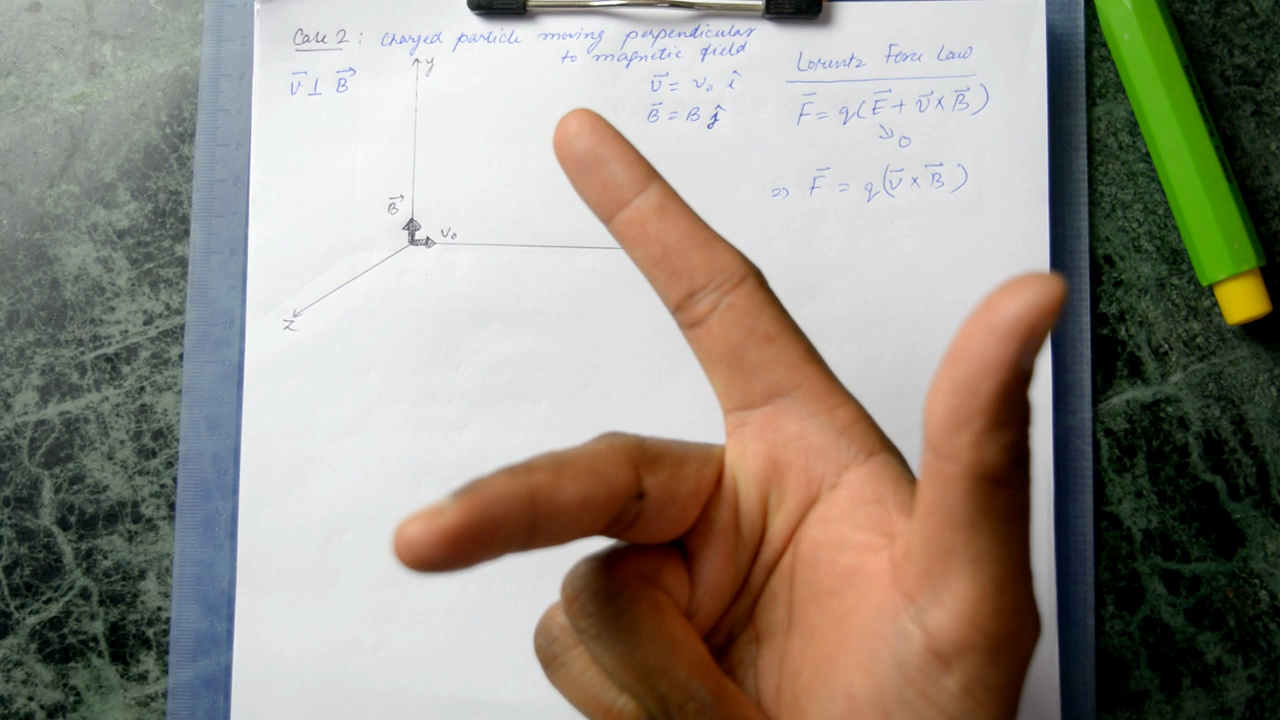 Case 2 : Charged particle moving perpendicular
to magnetic field
v⃗ ⊥ B⃗
y
v⃗ = v₀ î
B⃗ = B ĵ
B⃗
v₀
z
Lorentz Force Law
F⃗ = q(E⃗ + v⃗ × B⃗)
↘ 0
⇒ F⃗ = q(v⃗ × B⃗)